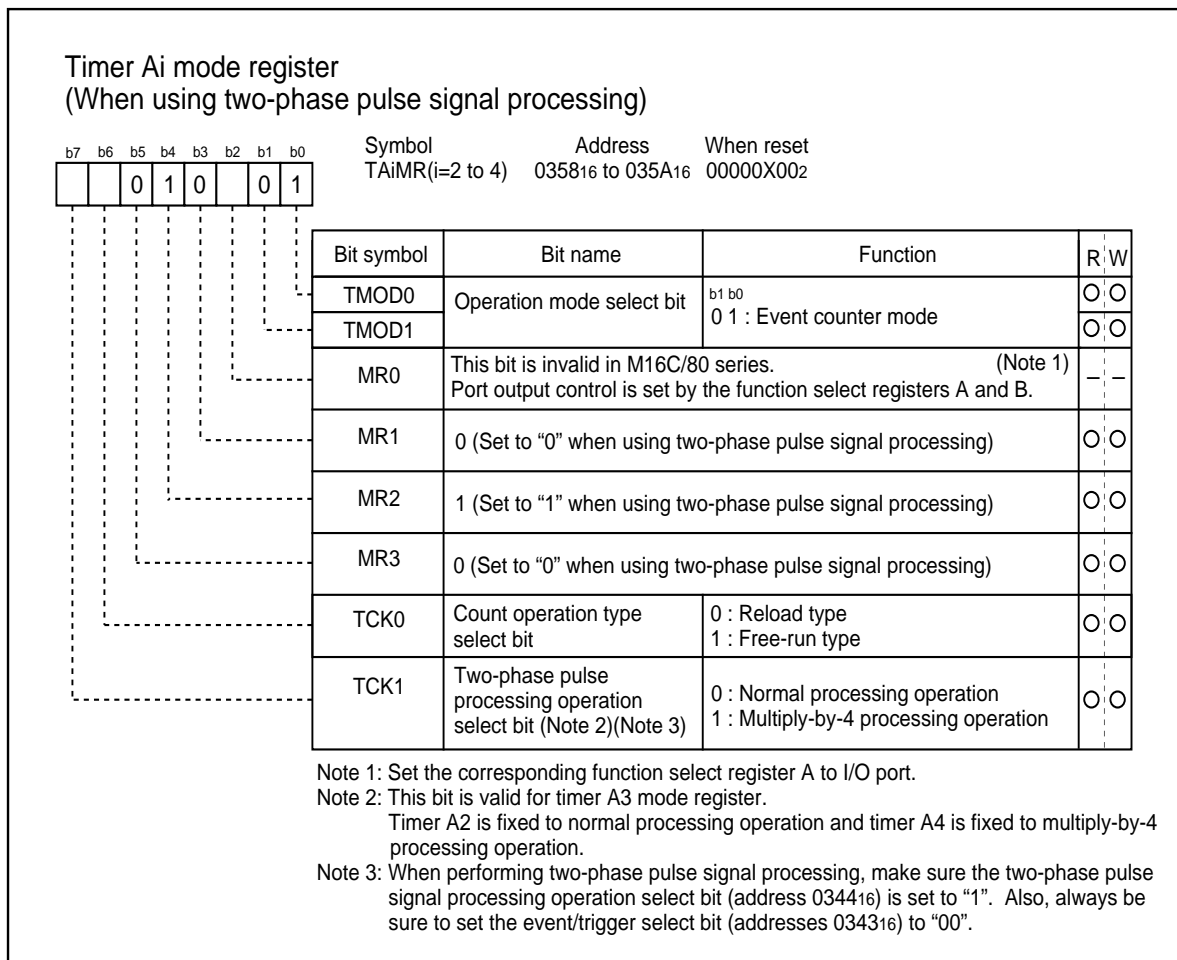 Timer Ai mode register
(When using two-phase pulse signal processing)
Symbol Address When reset
TAiMR(i=2 to 4) 035816 to 035A16 00000X002
b7 b6 b5 b4 b3 b2 b1 b0
0 1 0 0 1
Bit symbol Bit name Function R W
TMOD0 Operation mode select bit b1 b0 O O
TMOD1 0 1 : Event counter mode O O
MR0 This bit is invalid in M16C/80 series. (Note 1) – –
Port output control is set by the function select registers A and B.
MR1 0 (Set to “0” when using two-phase pulse signal processing) O O
MR2 1 (Set to “1” when using two-phase pulse signal processing) O O
MR3 0 (Set to “0” when using two-phase pulse signal processing) O O
TCK0 Count operation type 0 : Reload type O O
select bit 1 : Free-run type
TCK1 Two-phase pulse
processing operation 0 : Normal processing operation O O
select bit (Note 2)(Note 3) 1 : Multiply-by-4 processing operation
Note 1: Set the corresponding function select register A to I/O port.
Note 2: This bit is valid for timer A3 mode register.
Timer A2 is fixed to normal processing operation and timer A4 is fixed to multiply-by-4
processing operation.
Note 3: When performing two-phase pulse signal processing, make sure the two-phase pulse
signal processing operation select bit (address 034416) is set to “1”. Also, always be
sure to set the event/trigger select bit (addresses 034316) to “00”.